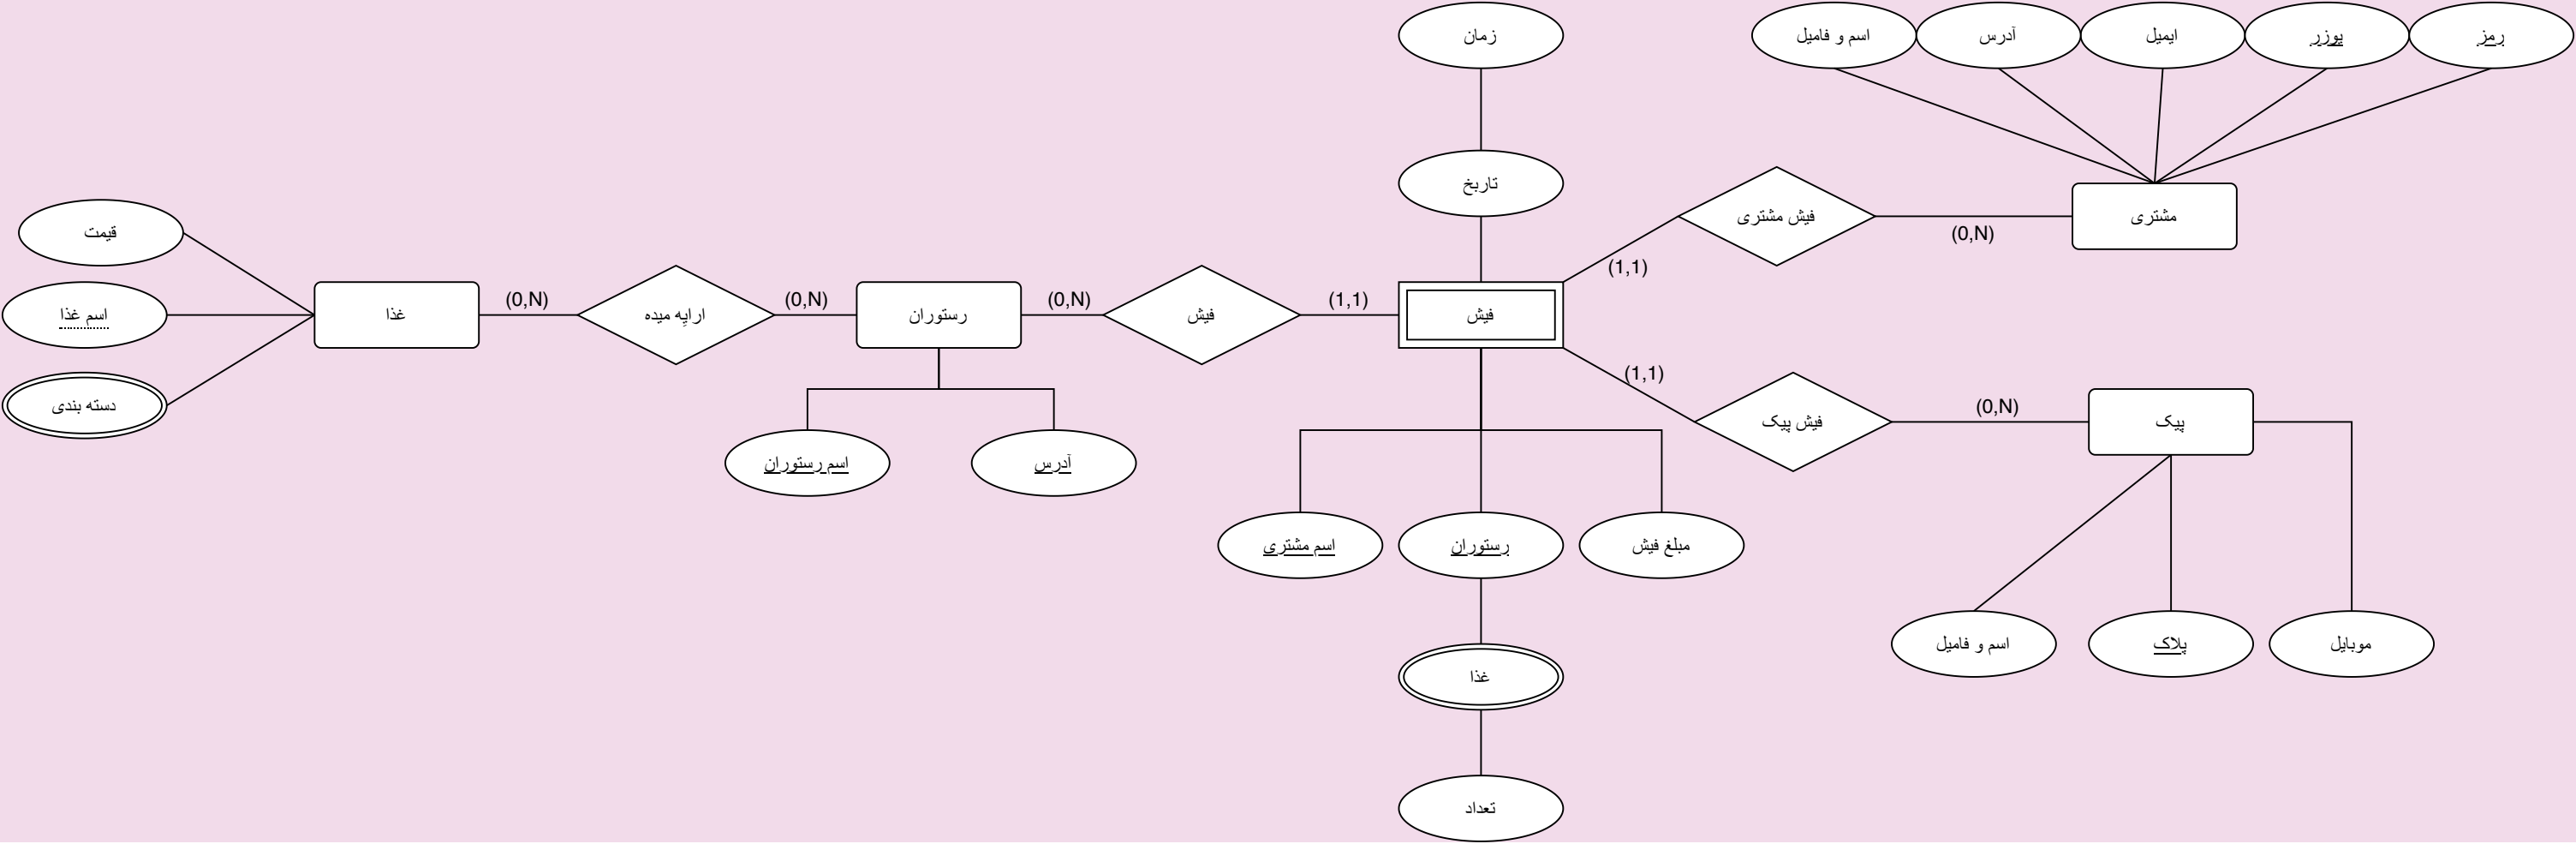 زمان
اسم و فامیل
آدرس
ایمیل
یوزر
رمز
تاریخ
فیش مشتری
مشتری
(0,N)
(1,1)
قیمت
اسم غذا
دسته بندی
غذا
(0,N)
ارایه میده
(0,N)
رستوران
(0,N)
فیش
(1,1)
فیش
(1,1)
فیش پیک
(0,N)
پیک
اسم رستوران
آدرس
اسم مشتری
رستوران
مبلغ فیش
اسم و فامیل
پلاک
موبایل
غذا
تعداد